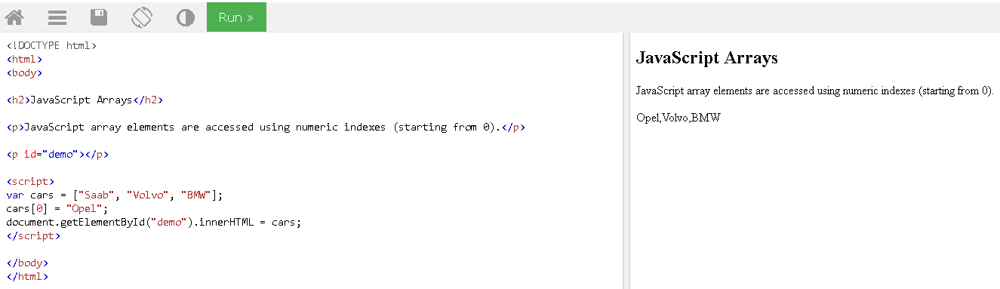 Run »
<!DOCTYPE html>
<html>
<body>
<h2>JavaScript Arrays</h2>
<p>JavaScript array elements are accessed using numeric indexes (starting from 0).</p>
<p id="demo"></p>
<script>
var cars = ["Saab", "Volvo", "BMW"];
cars[0] = "Opel";
document.getElementById("demo").innerHTML = cars;
</script>
</body>
</html>
JavaScript Arrays
JavaScript array elements are accessed using numeric indexes (starting from 0).
Opel,Volvo,BMW